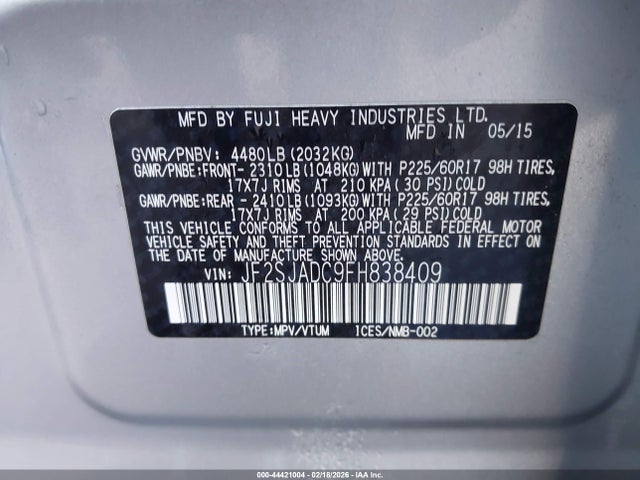 MFD BY FUJI HEAVY INDUSTRIES LTD.
MFD IN 05/15
GVWR/PNBV: 4480LB(2032KG)
GAWR/PNBE:FRONT- 2310LB(1048KG)WITH P225/60R17 98H TIRES,
17X7J RIMS AT 210 KPA(30 PSI)COLD
GAWR/PNBE:REAR - 2410LB(1093KG)WITH P225/60R17 98H TIRES,
17X7J RIMS AT 200 KPA(29 PSI)COLD
THIS VEHICLE CONFORMS TO ALL APPLICABLE FEDERAL MOTOR
VEHICLE SAFETY AND THEFT PREVENTION STANDARDS IN EFFECT ON
THE DATE OF MANUFACTURE SHOWN ABOVE.
VIN: JF2SJADC9FH838409
TYPE:MPV/VTUM 1CES/NMB-002
000-44421004 - 02/18/2026 - IAAI.COM